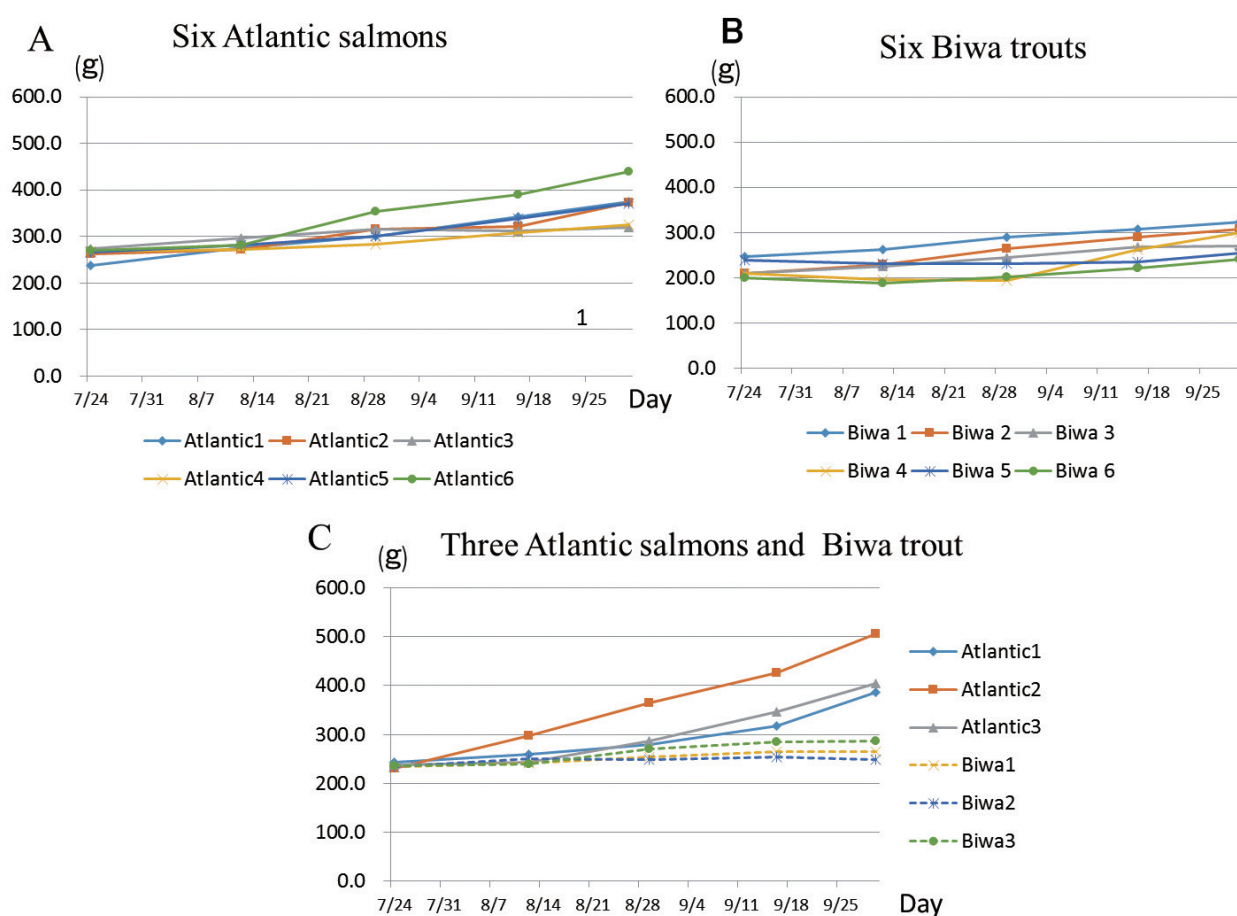 A
Six Atlantic salmons
(g)
600.0
500.0
400.0
300.0
200.0
100.0
0.0
1
7/24 7/31 8/7 8/14 8/21 8/28 9/4 9/11 9/18 9/25 Day
Atlantic1 Atlantic2 Atlantic3
Atlantic4 Atlantic5 Atlantic6
B
Six Biwa trouts
(g)
600.0
500.0
400.0
300.0
200.0
100.0
0.0
7/24 7/31 8/7 8/14 8/21 8/28 9/4 9/11 9/18 9/25
Biwa 1 Biwa 2 Biwa 3
Biwa 4 Biwa 5 Biwa 6
C
(g) Three Atlantic salmons and Biwa trout
600.0
500.0
400.0
300.0
200.0
100.0
0.0
7/24 7/31 8/7 8/14 8/21 8/28 9/4 9/11 9/18 9/25 Day
Atlantic1
Atlantic2
Atlantic3
Biwa1
Biwa2
Biwa3